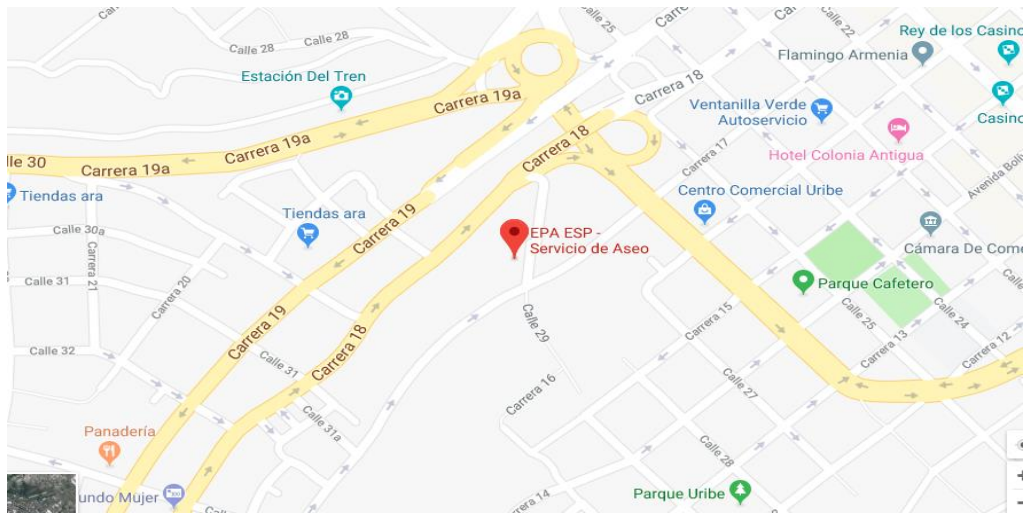 Calle 25
Calle 22
Rey de los Casino
Calle 28
Calle 28
Flamingo Armenia
Estación Del Tren
Carrera 18
Carrera 19a
Ventanilla Verde
Autoservicio
Casino
Carrera 19a
Carrera 18
Carrera 17
Hotel Colonia Antigua
lle 30
Carrera 19a
Avenida Bolí
Tiendas ara
Centro Comercial Uribe
Tiendas ara
Carrera 19
EPA ESP -
Servicio de Aseo
Calle 30a
Cámara De Come
Carrera 20
Carrera 21
Calle 31
Parque Cafetero
Calle 29
Carrera 15
Calle 25
Calle 24
Carrera 19
Carrera 18
Calle 32
Calle 31
Carrera 13
Carrera 12
Carrera 16
Calle 27
Calle 31a
Panadería
Calle 28
undo Mujer
Carrera 14
Parque Uribe